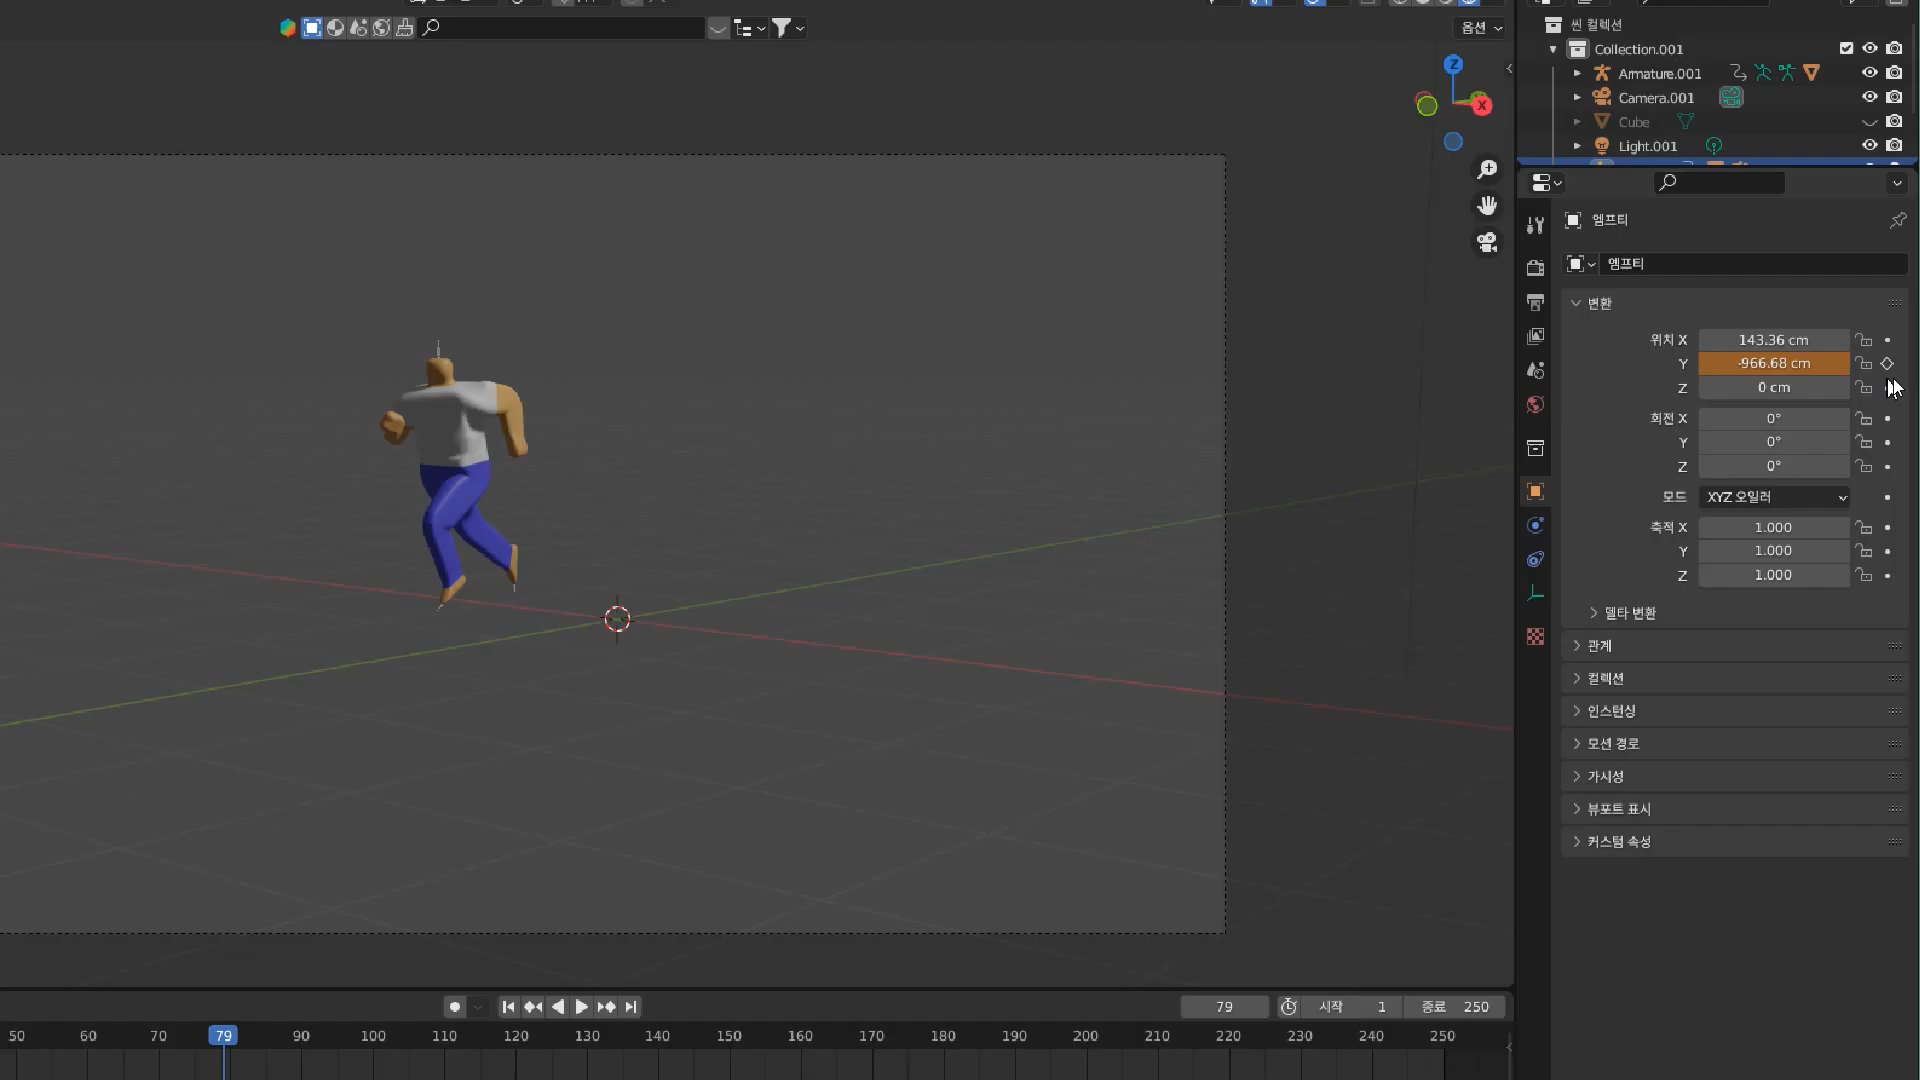 옵션
Z
X
씬 컬렉션
Collection.001
Armature.001
Camera.001
Cube
Light.001
엠프티
엠프티
변환
위치 X 143.36 cm
Y -966.68 cm
Z 0 cm
회전 X 0°
Y 0°
Z 0°
모드 XYZ 오일러
축적 X 1.000
Y 1.000
Z 1.000
델타 변환
관계
컬렉션
인스턴싱
모션 경로
가시성
뷰포트 표시
커스텀 속성
79 시작 1 종료 250
50 60 70 79 90 100 110 120 130 140 150 160 170 180 190 200 210 220 230 240 250